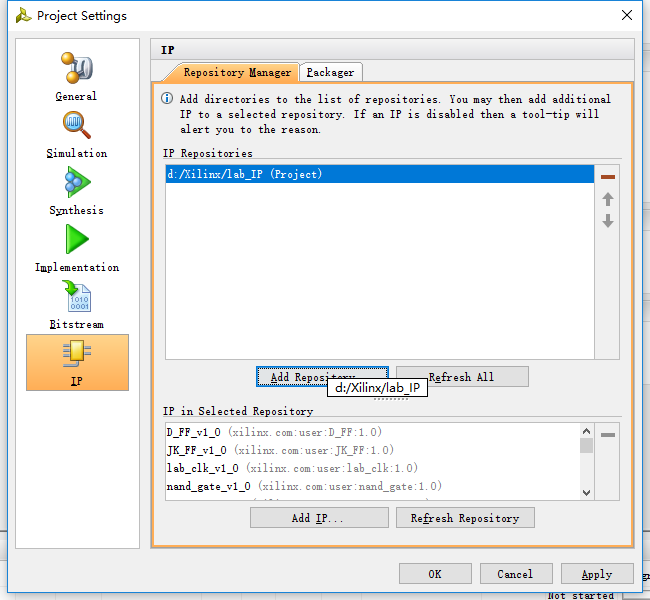 Project Settings
General
Simulation
Synthesis
Implementation
Bitstream
IP
IP
Repository Manager
Packager
Add directories to the list of repositories. You may then add additional
IP to a selected repository. If an IP is disabled then a tool-tip will
alert you to the reason.
IP Repositories
d:/Xilinx/lab_IP (Project)
Add Repository...
Refresh All
d:/Xilinx/lab_IP
IP in Selected Repository
D_FF_v1_0 (xilinx.com:user:D_FF:1.0)
JK_FF_v1_0 (xilinx.com:user:JK_FF:1.0)
lab_clk_v1_0 (xilinx.com:user:lab_clk:1.0)
nand_gate_v1_0 (xilinx.com:user:nand_gate:1.0)
Add IP...
Refresh Repository
OK
Cancel
Apply
Not started